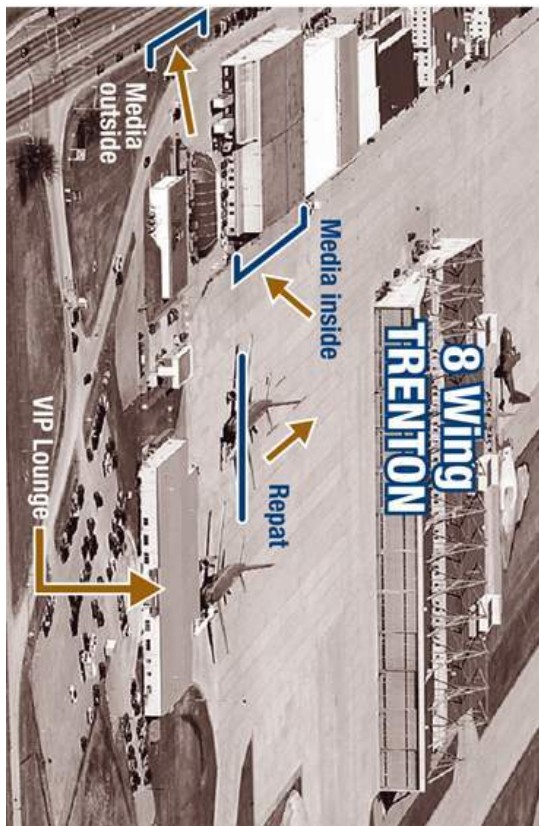 8 Wing
TRENTON
Media
outside
Media inside
Repat
VIP Lounge